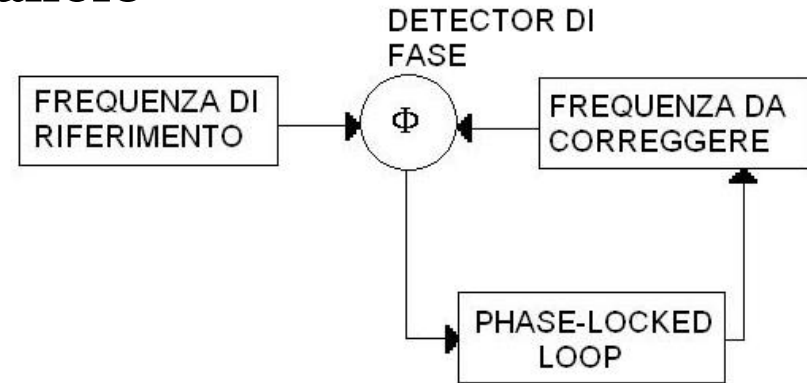 DETECTOR DI
FASE
FREQUENZA DI
RIFERIMENTO
Φ
FREQUENZA DA
CORREGGERE
PHASE-LOCKED
LOOP